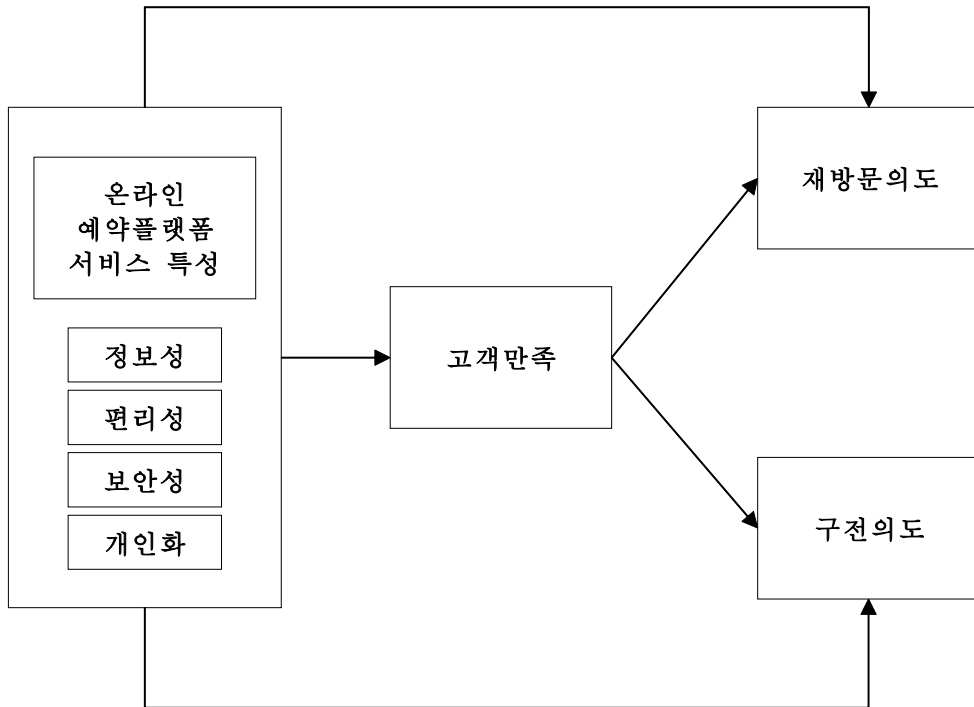 온라인
예약플랫폼
서비스 특성
정보성
편리성
보안성
개인화
고객만족
재방문의도
구전의도